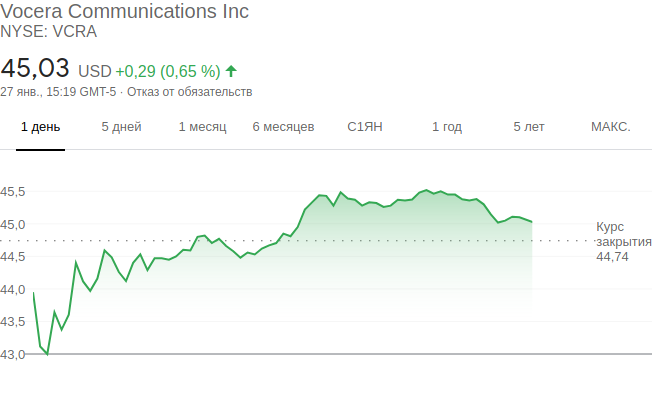 Vocera Communications Inc
NYSE: VCRA
45,03 USD +0,29 (0,65 %)
27 янв., 15:19 GMT-5 · Отказ от обязательств
1 день 5 дней 1 месяц 6 месяцев С1ЯН 1 год 5 лет МАКС.
45,5
45,0
44,5
44,0
43,5
43,0
Курс
закрытия
44,74